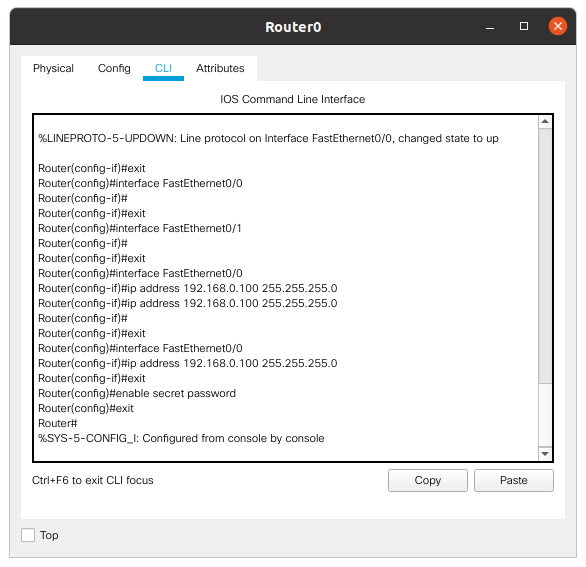 Router0
Physical Config CLI Attributes
IOS Command Line Interface
%LINEPROTO-5-UPDOWN: Line protocol on Interface FastEthernet0/0, changed state to up
Router(config-if)#exit
Router(config)#interface FastEthernet0/0
Router(config-if)#
Router(config-if)#exit
Router(config)#interface FastEthernet0/1
Router(config-if)#
Router(config-if)#exit
Router(config)#interface FastEthernet0/0
Router(config-if)#ip address 192.168.0.100 255.255.255.0
Router(config-if)#ip address 192.168.0.100 255.255.255.0
Router(config-if)#
Router(config-if)#exit
Router(config)#interface FastEthernet0/0
Router(config-if)#ip address 192.168.0.100 255.255.255.0
Router(config-if)#exit
Router(config)#enable secret password
Router(config)#exit
Router#
%SYS-5-CONFIG_I: Configured from console by console
Ctrl+F6 to exit CLI focus
Copy Paste
Top